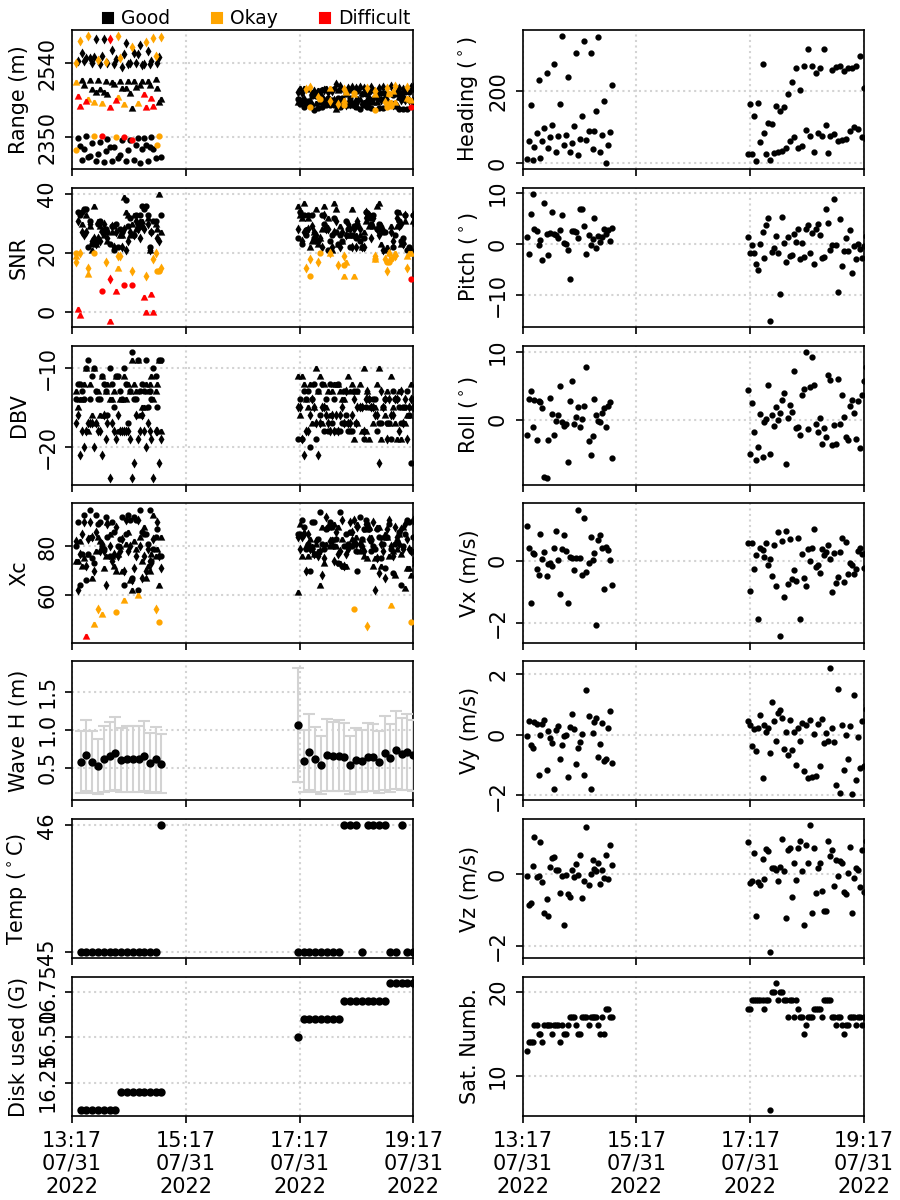 Good Okay Difficult
Range (m)
2540
2350
Heading (°)
200
0
SNR
40
20
0
Pitch (°)
10
0
−10
DBV
−10
−20
Roll (°)
10
0
Xc
80
60
Vx (m/s)
0
−2
Wave H (m)
1.5
1.0
0.5
Vy (m/s)
2
0
−2
Temp (°C)
46
45
Vz (m/s)
0
−2
Disk used (G)
16.75
16.50
16.25
Sat. Numb.
20
10
13:17 15:17 17:17 19:17
07/31 07/31 07/31 07/31
2022 2022 2022 2022
13:17 15:17 17:17 19:17
07/31 07/31 07/31 07/31
2022 2022 2022 2022